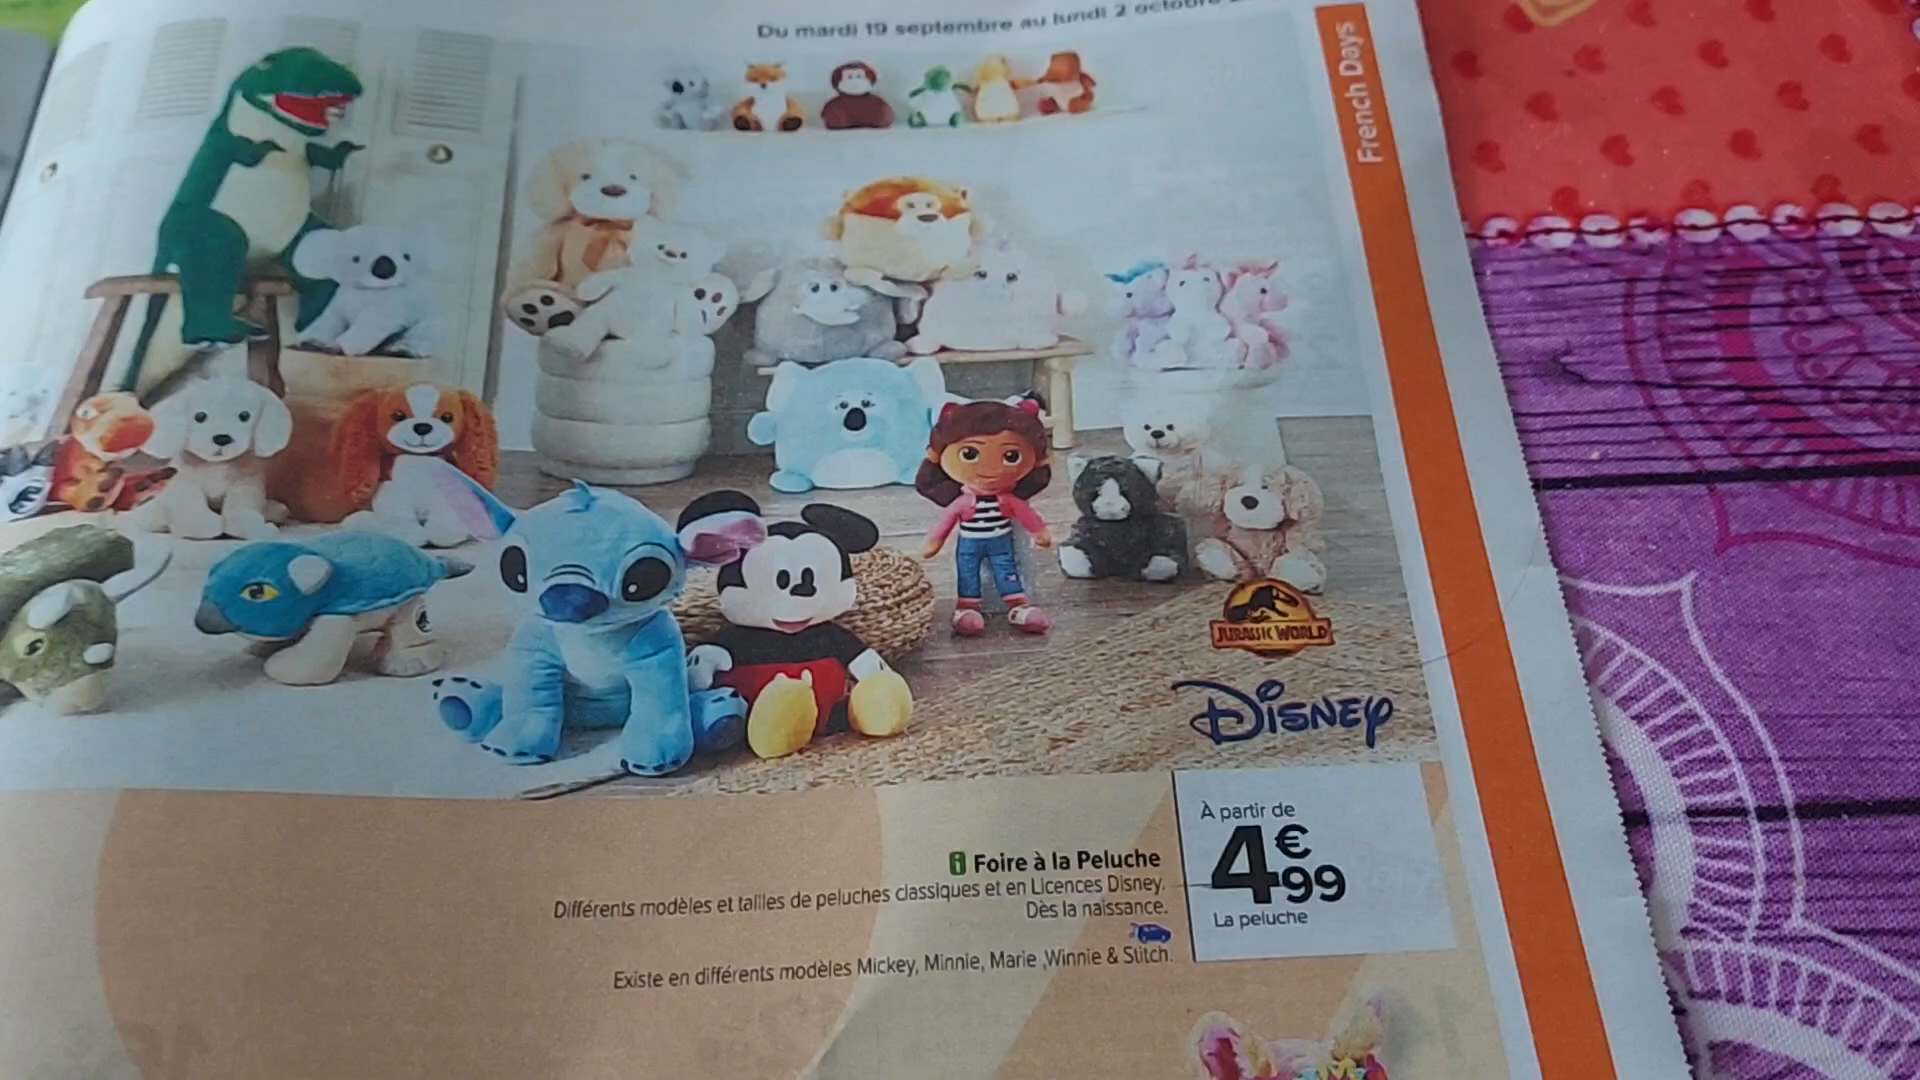 Du mardi 19 septembre au lundi 2 octobre
French Days
JURASSIC WORLD
DISNEY
À partir de
4€99
La peluche
Foire à la Peluche
Différents modèles et tailles de peluches classiques et en Licences Disney.
Dès la naissance.
Existe en différents modèles Mickey, Minnie, Marie ,Winnie & Stitch.